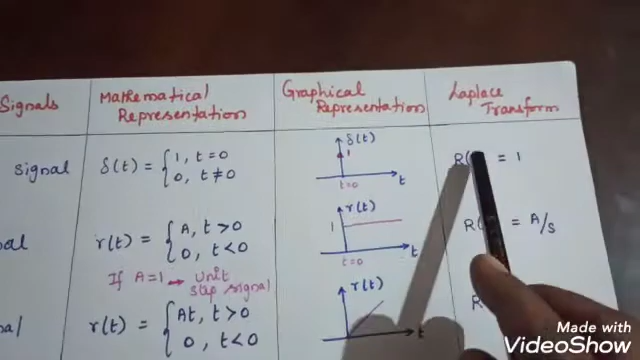 Signals
Mathematical
Representation
Graphical
Representation
Laplace
Transform
signal
δ(t) = { 1, t=0
0, t≠0
δ(t)
1
t=0
t
= 1
r(t) = { A, t>0
0, t<0
If A=1 → Unit
step signal
r(t)
1
t=0
t
= A/s
r(t) = { At, t>0
0, t<0
r(t)
t
R
Made with
VideoShow